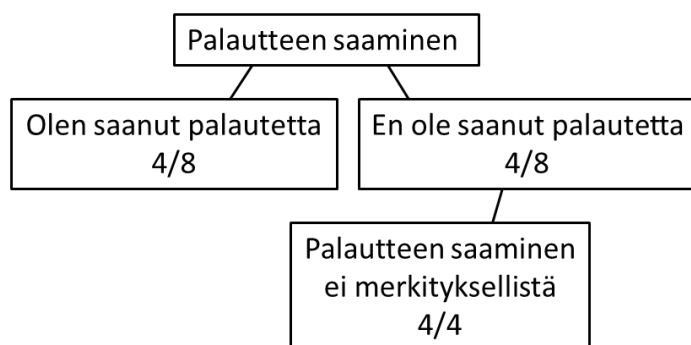 Palautteen saaminen
Olen saanut palautetta
4/8
En ole saanut palautetta
4/8
Palautteen saaminen
ei merkityksellistä
4/4